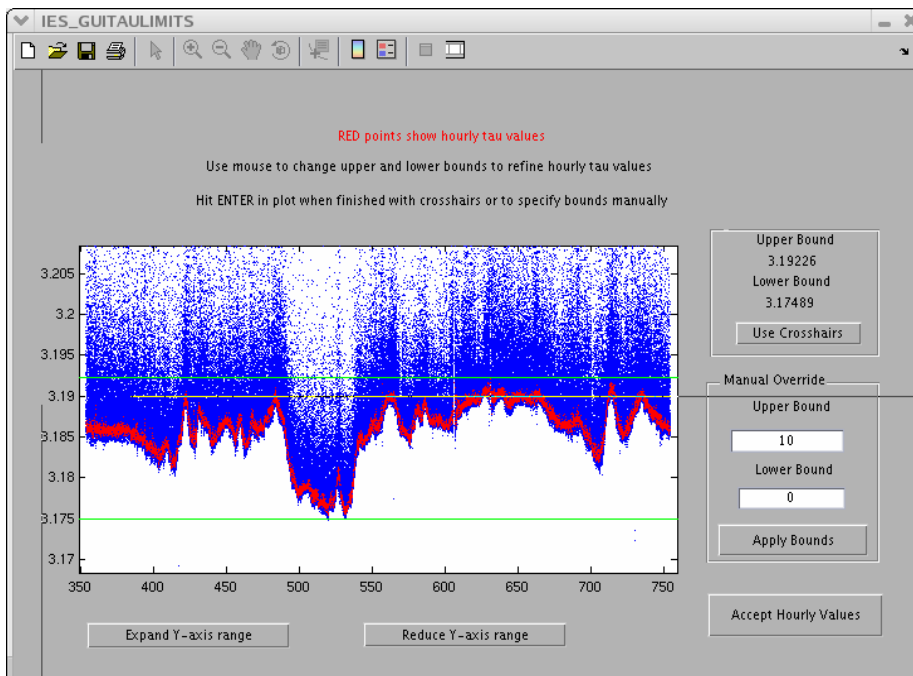 IES_GUITAULIMITS
RED points show hourly tau values
Use mouse to change upper and lower bounds to refine hourly tau values
Hit ENTER in plot when finished with crosshairs or to specify bounds manually
3.205
3.2
3.195
3.19
3.185
3.18
3.175
3.17
350 400 450 500 550 600 650 700 750
Upper Bound
3.19226
Lower Bound
3.17489
Use Crosshairs
Manual Override
Upper Bound
10
Lower Bound
0
Apply Bounds
Accept Hourly Values
Expand Y-axis range
Reduce Y-axis range